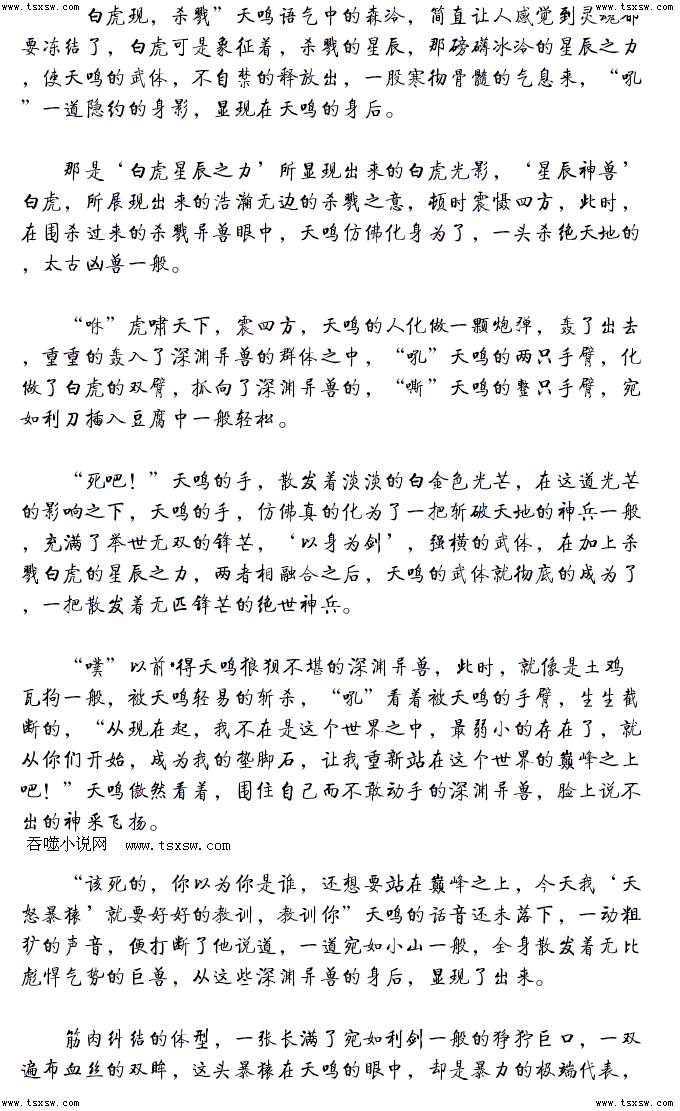 www.tsxsw.com www.tsxsw.com www.tsxsw.com www.tsxsw.com
白虎现，杀戮”天鸣语气中的森冷，简直让人感觉到灵魂都
要冻结了，白虎可是象征着，杀戮的星辰，那磅礴冰冷的星辰之力
，使天鸣的武体，不自禁的释放出，一股寒彻骨髓的气息来，“吼
”一道隐约的身影，显现在天鸣的身后。
那是‘白虎星辰之力’所显现出来的白虎光影，‘星辰神兽’
白虎，所展现出来的浩瀚无边的杀戮之意，顿时震慑四方，此时，
在围杀过来的杀戮异兽眼中，天鸣仿佛化身为了，一头杀绝天地的
，太古凶兽一般。
“咻”虎啸天下，震四方，天鸣的人化做一颗炮弹，轰了出去
，重重的轰入了深渊异兽的群体之中，“吼”天鸣的两只手臂，化
做了白虎的双臂，抓向了深渊异兽的，“嘶”天鸣的整只手臂，宛
如利刀插入豆腐中一般轻松。
“死吧！”天鸣的手，散发着淡淡的白金色光芒，在这道光芒
的影响之下，天鸣的手，仿佛真的化为了一把斩破天地的神兵一般
，充满了举世无双的锋芒，‘以身为剑’，强横的武体，在加上杀
戮白虎的星辰之力，两者相融合之后，天鸣的武体就彻底的成为了
，一把散发着无匹锋芒的绝世神兵。
“噗”以前*得天鸣狼狈不堪的深渊异兽，此时，就像是土鸡
瓦狗一般，被天鸣轻易的斩杀，“吼”看着被天鸣的手臂，生生截
断的，“从现在起，我不在是这个世界之中，最弱小的存在了，就
从你们开始，成为我的垫脚石，让我重新站在这个世界的巅峰之上
吧！”天鸣傲然看着，围住自己而不敢动手的深渊异兽，脸上说不
出的神采飞扬。
吞噬小说网 www.tsxsw.com
“该死的，你以为你是谁，还想要站在巅峰之上，今天我‘天
怒暴猿’就要好好的教训，教训你”天鸣的话音还未落下，一动粗
犷的声音，便打断了他说道，一道宛如小山一般，全身散发着无比
彪悍气势的巨兽，从这些深渊异兽的身后，显现了出来。
筋肉纠结的体型，一张长满了宛如利剑一般的狰狞巨口，一双
遍布血丝的双眸，这头暴猿在天鸣的眼中，却是暴力的极端代表，
www.tsxsw.com www.tsxsw.com www.tsxsw.com www.tsxsw.com